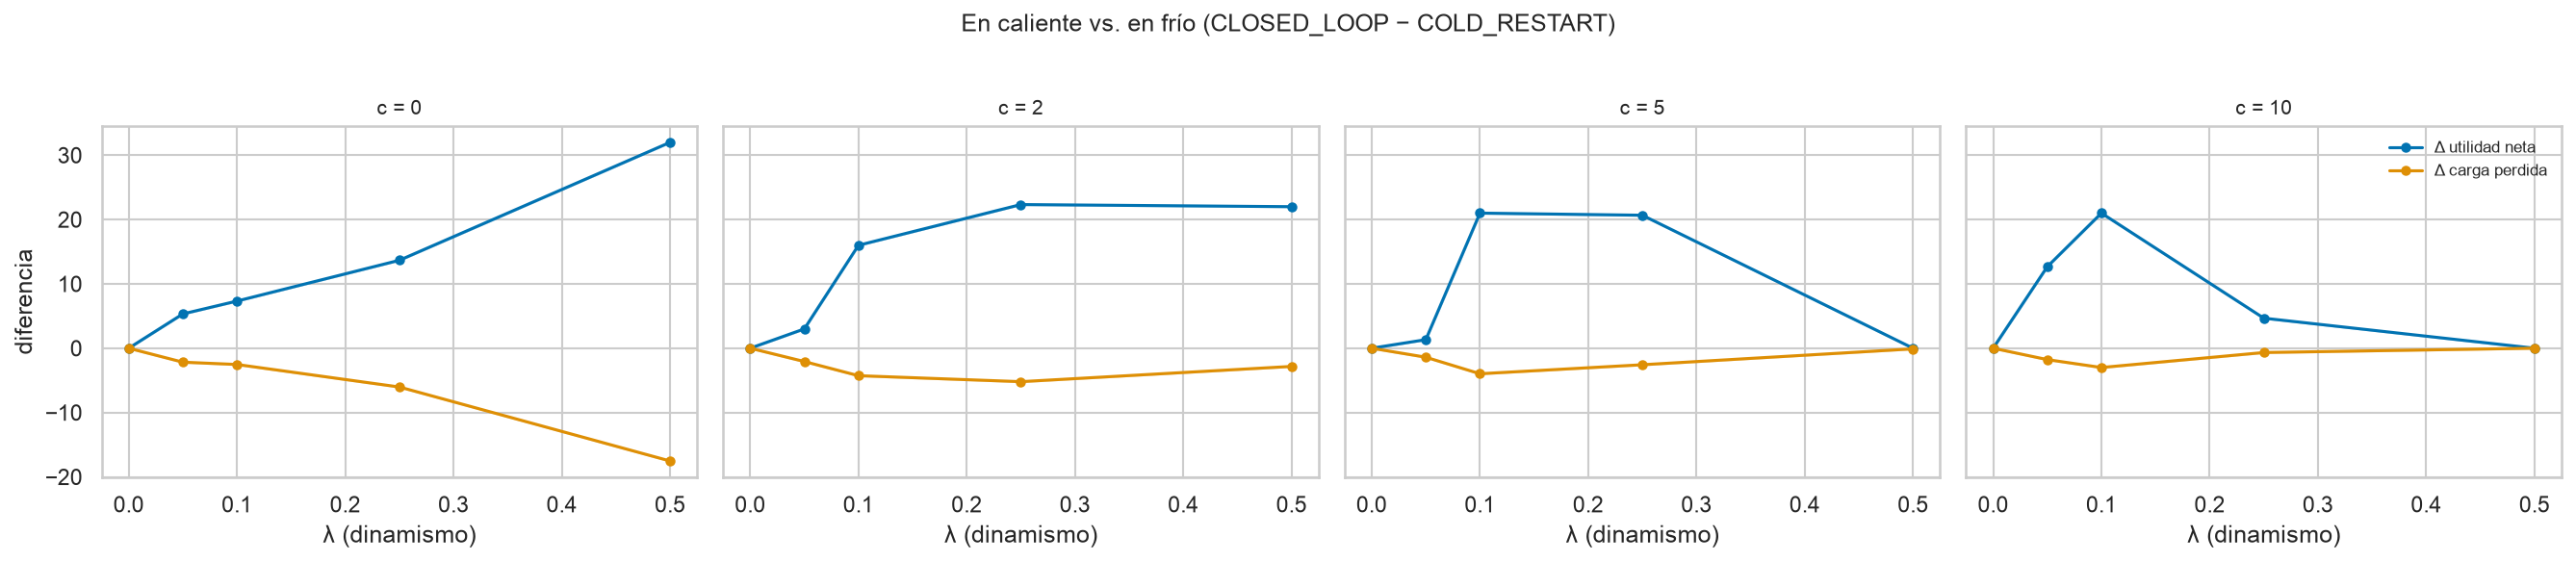 En caliente vs. en frío (CLOSED_LOOP − COLD_RESTART)
c = 0
c = 2
c = 5
c = 10
Δ utilidad neta
Δ carga perdida
diferencia
30
20
10
0
−10
−20
0.0 0.1 0.2 0.3 0.4 0.5
0.0 0.1 0.2 0.3 0.4 0.5
0.0 0.1 0.2 0.3 0.4 0.5
0.0 0.1 0.2 0.3 0.4 0.5
λ (dinamismo)
λ (dinamismo)
λ (dinamismo)
λ (dinamismo)